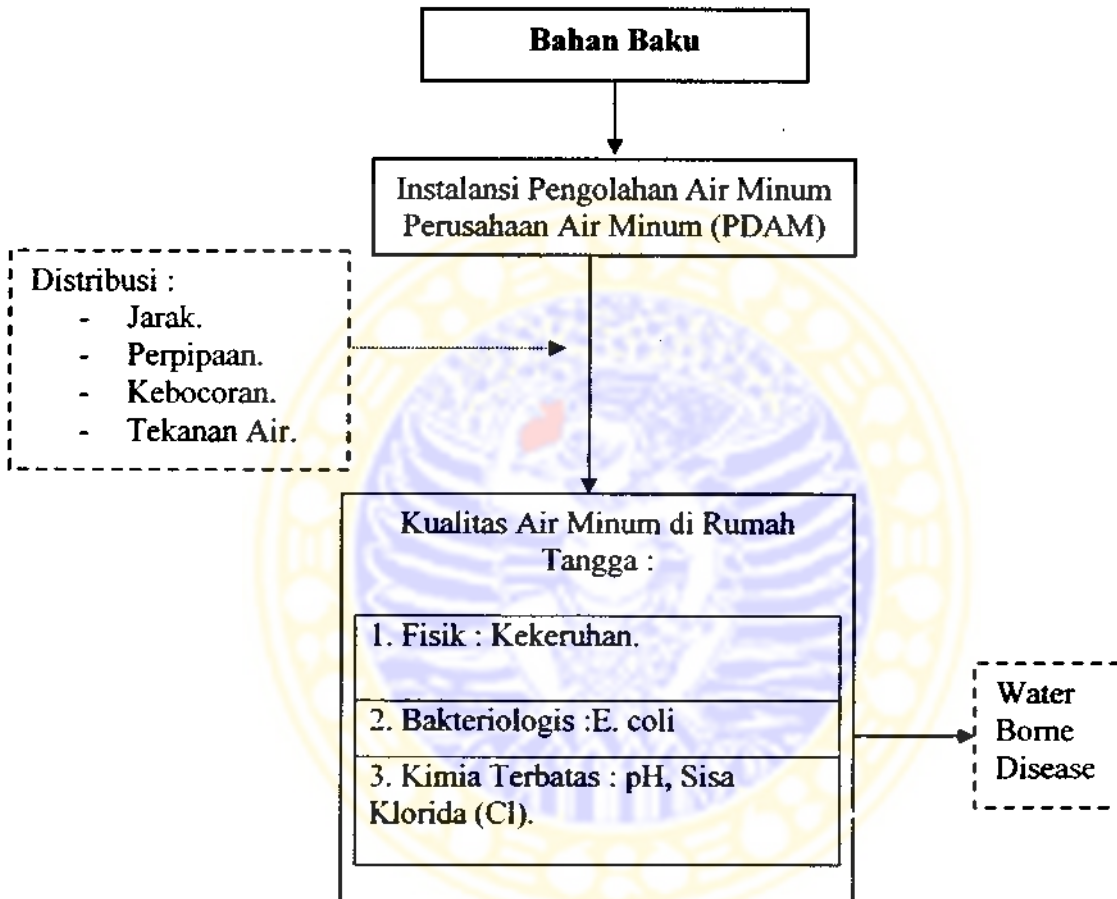 Bahan Baku
Instalansi Pengolahan Air Minum
Perusahaan Air Minum (PDAM)
Distribusi :
- Jarak.
- Perpipaan.
- Kebocoran.
- Tekanan Air.
Kualitas Air Minum di Rumah
Tangga :
1. Fisik : Kekeruhan.
2. Bakteriologis :E. coli
3. Kimia Terbatas : pH, Sisa
Klorida (Cl).
Water
Borne
Disease